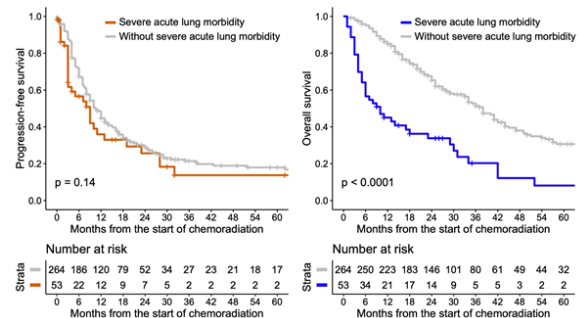 Severe acute lung morbidity
Without severe acute lung morbidity
Progression-free survival
1.0
0.8
0.6
0.4
0.2
0.0
p = 0.14
0 6 12 18 24 30 36 42 48 54 60
Months from the start of chemoradiation
Number at risk
Strata
264 186 120 79 52 34 27 23 21 18 17
53 22 12 9 7 5 2 2 2 2 2
0 6 12 18 24 30 36 42 48 54 60
Months from the start of chemoradiation
Severe acute lung morbidity
Without severe acute lung morbidity
Overall survival
1.0
0.8
0.6
0.4
0.2
0.0
p < 0.0001
0 6 12 18 24 30 36 42 48 54 60
Months from the start of chemoradiation
Number at risk
Strata
264 250 223 183 146 101 80 61 49 44 32
53 34 21 17 14 9 5 5 3 2 2
0 6 12 18 24 30 36 42 48 54 60
Months from the start of chemoradiation